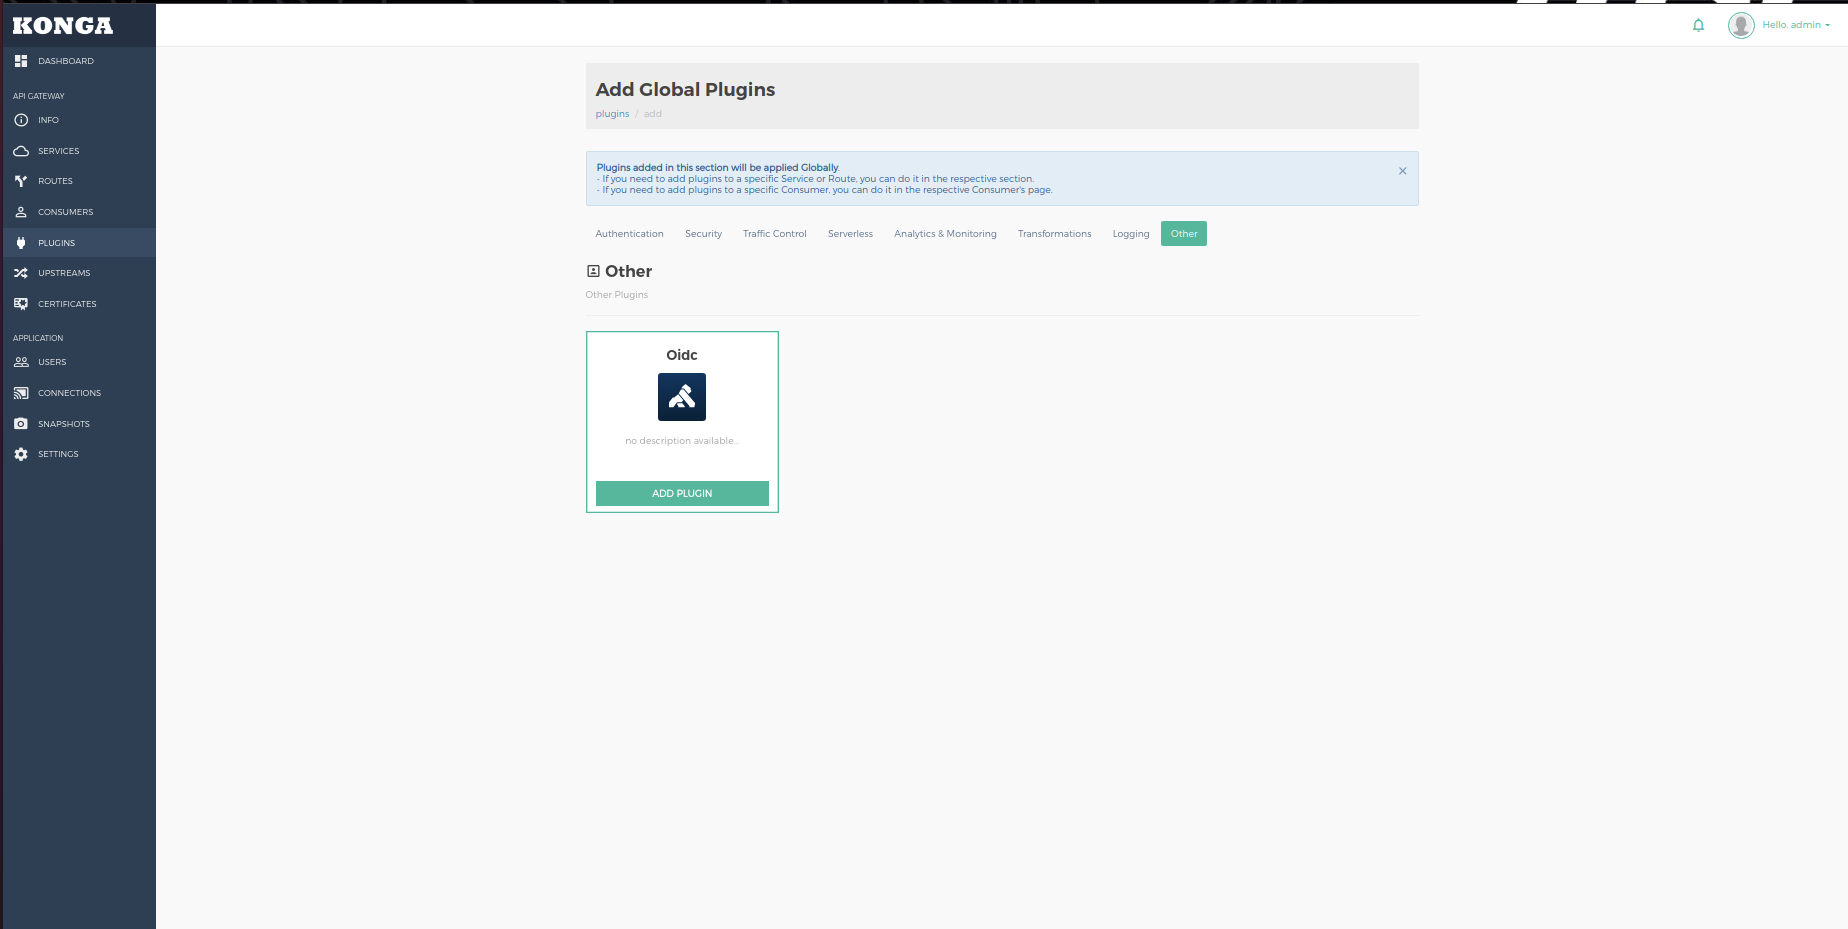 KONGA
Hello, admin
DASHBOARD
API GATEWAY
INFO
SERVICES
ROUTES
CONSUMERS
PLUGINS
UPSTREAMS
CERTIFICATES
APPLICATION
USERS
CONNECTIONS
SNAPSHOTS
SETTINGS
Add Global Plugins
plugins / add
Plugins added in this section will be applied Globally.
- If you need to add plugins to a specific Service or Route, you can do it in the respective section.
- If you need to add plugins to a specific Consumer, you can do it in the respective Consumer's page.
Authentication Security Traffic Control Serverless Analytics & Monitoring Transformations Logging Other
Other
Other Plugins
Oidc
no description available...
ADD PLUGIN